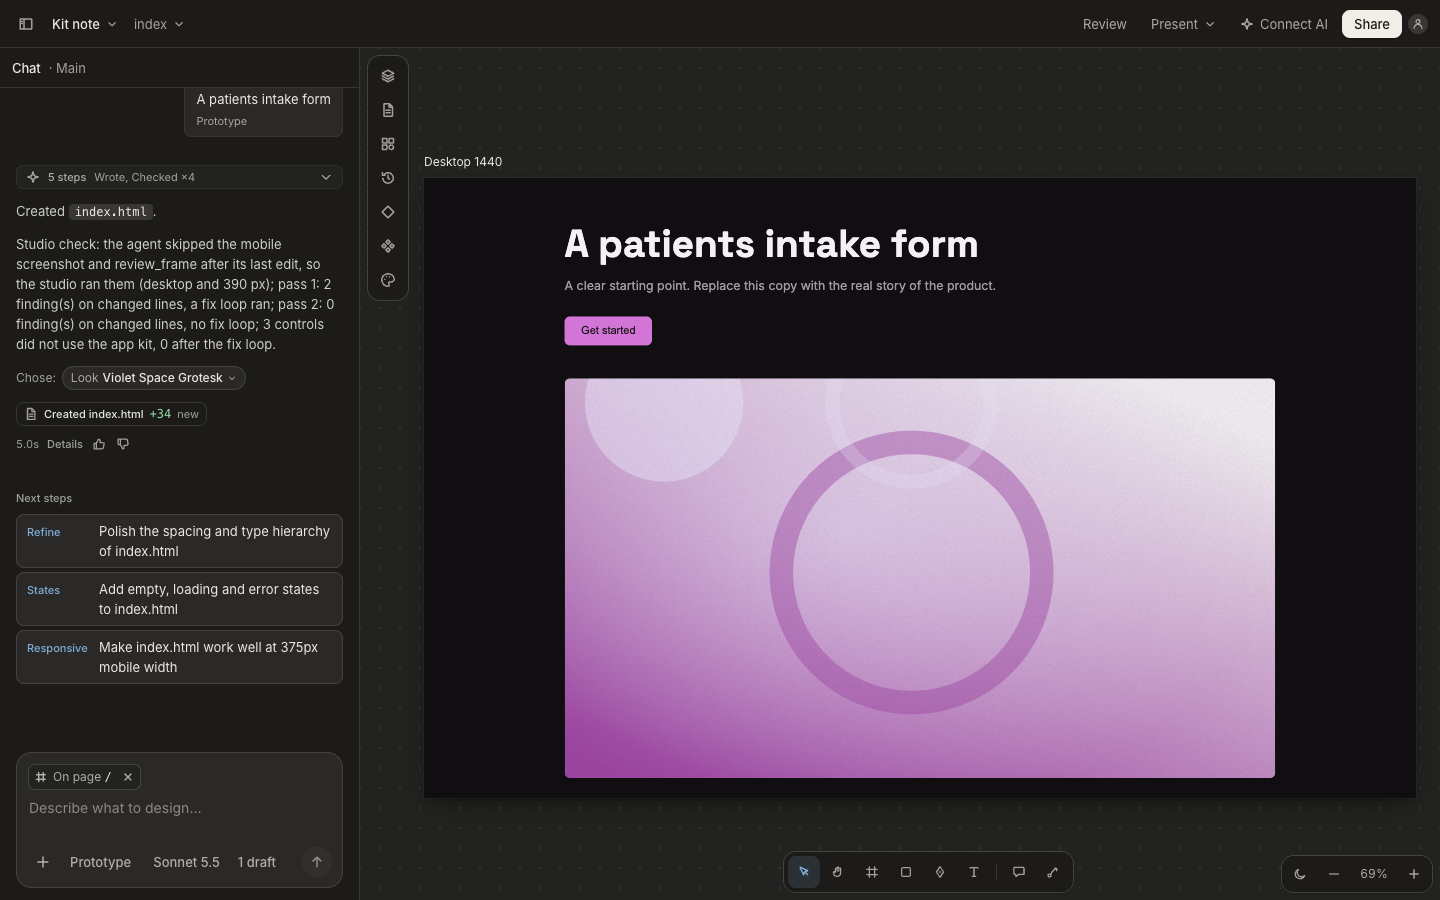 Kit note
index
Review
Present
Connect AI
Share
Chat · Main
A patients intake form
Prototype
5 steps Wrote, Checked ×4
Created index.html.
Studio check: the agent skipped the mobile
screenshot and review_frame after its last edit, so
the studio ran them (desktop and 390 px); pass 1: 2
finding(s) on changed lines, a fix loop ran; pass 2: 0
finding(s) on changed lines, no fix loop; 3 controls
did not use the app kit, 0 after the fix loop.
Chose: Look Violet Space Grotesk
Created index.html +34 new
5.0s Details
Next steps
Refine Polish the spacing and type hierarchy
of index.html
States Add empty, loading and error states
to index.html
Responsive Make index.html work well at 375px
mobile width
On page /
Describe what to design...
Prototype Sonnet 5.5 1 draft
Desktop 1440
A patients intake form
A clear starting point. Replace this copy with the real story of the product.
Get started
69%